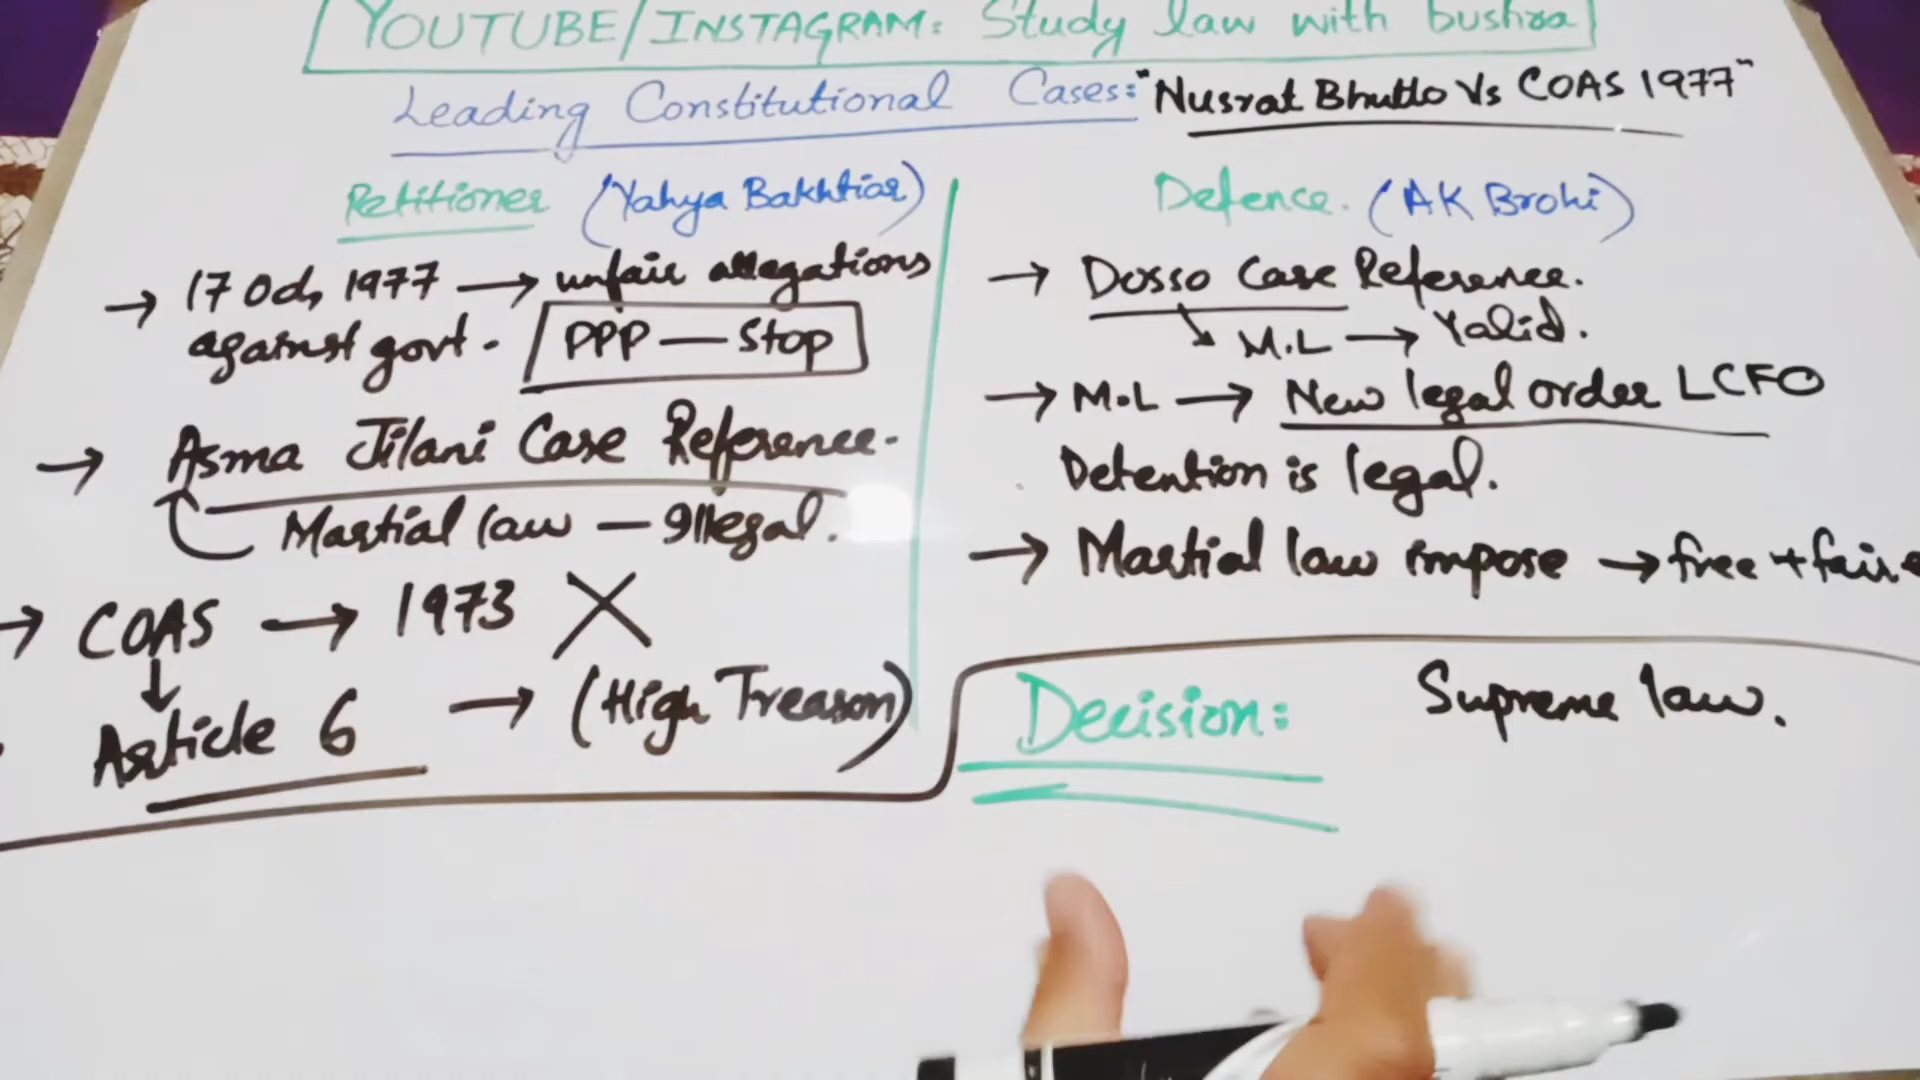 YOUTUBE/INSTAGRAM: Study law with bushra
Leading Constitutional Cases: "Nusrat Bhutto Vs COAS 1977"
Petitioner (Yahya Bakhtiar)
→ 17 Oct, 1977 → unfair allegations
against govt. PPP — Stop
→ Asma Jilani Case Reference.
Martial law — Illegal.
→ COAS → 1973 X
↓
Article 6 → (High Treason)
Defence. (AK Brohi)
→ Dosso Case Reference.
M.L → Valid.
→ M.L → New legal order LCFO
Detention is legal.
→ Martial law impose → free + fair
Decision: Supreme law.